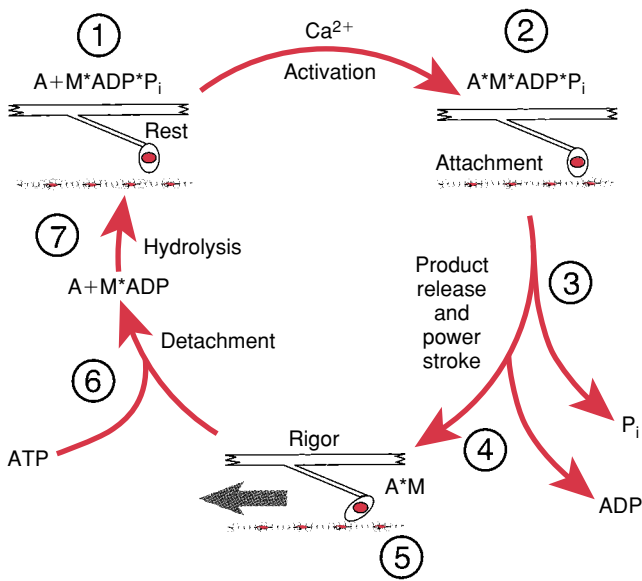 1
A+M*ADP*Pi
Rest
Ca2+
Activation
2
A*M*ADP*Pi
Attachment
3
Product
release
and
power
stroke
Pi
4
ADP
Rigor
A*M
5
6
ATP
Detachment
A+M*ADP
7
Hydrolysis